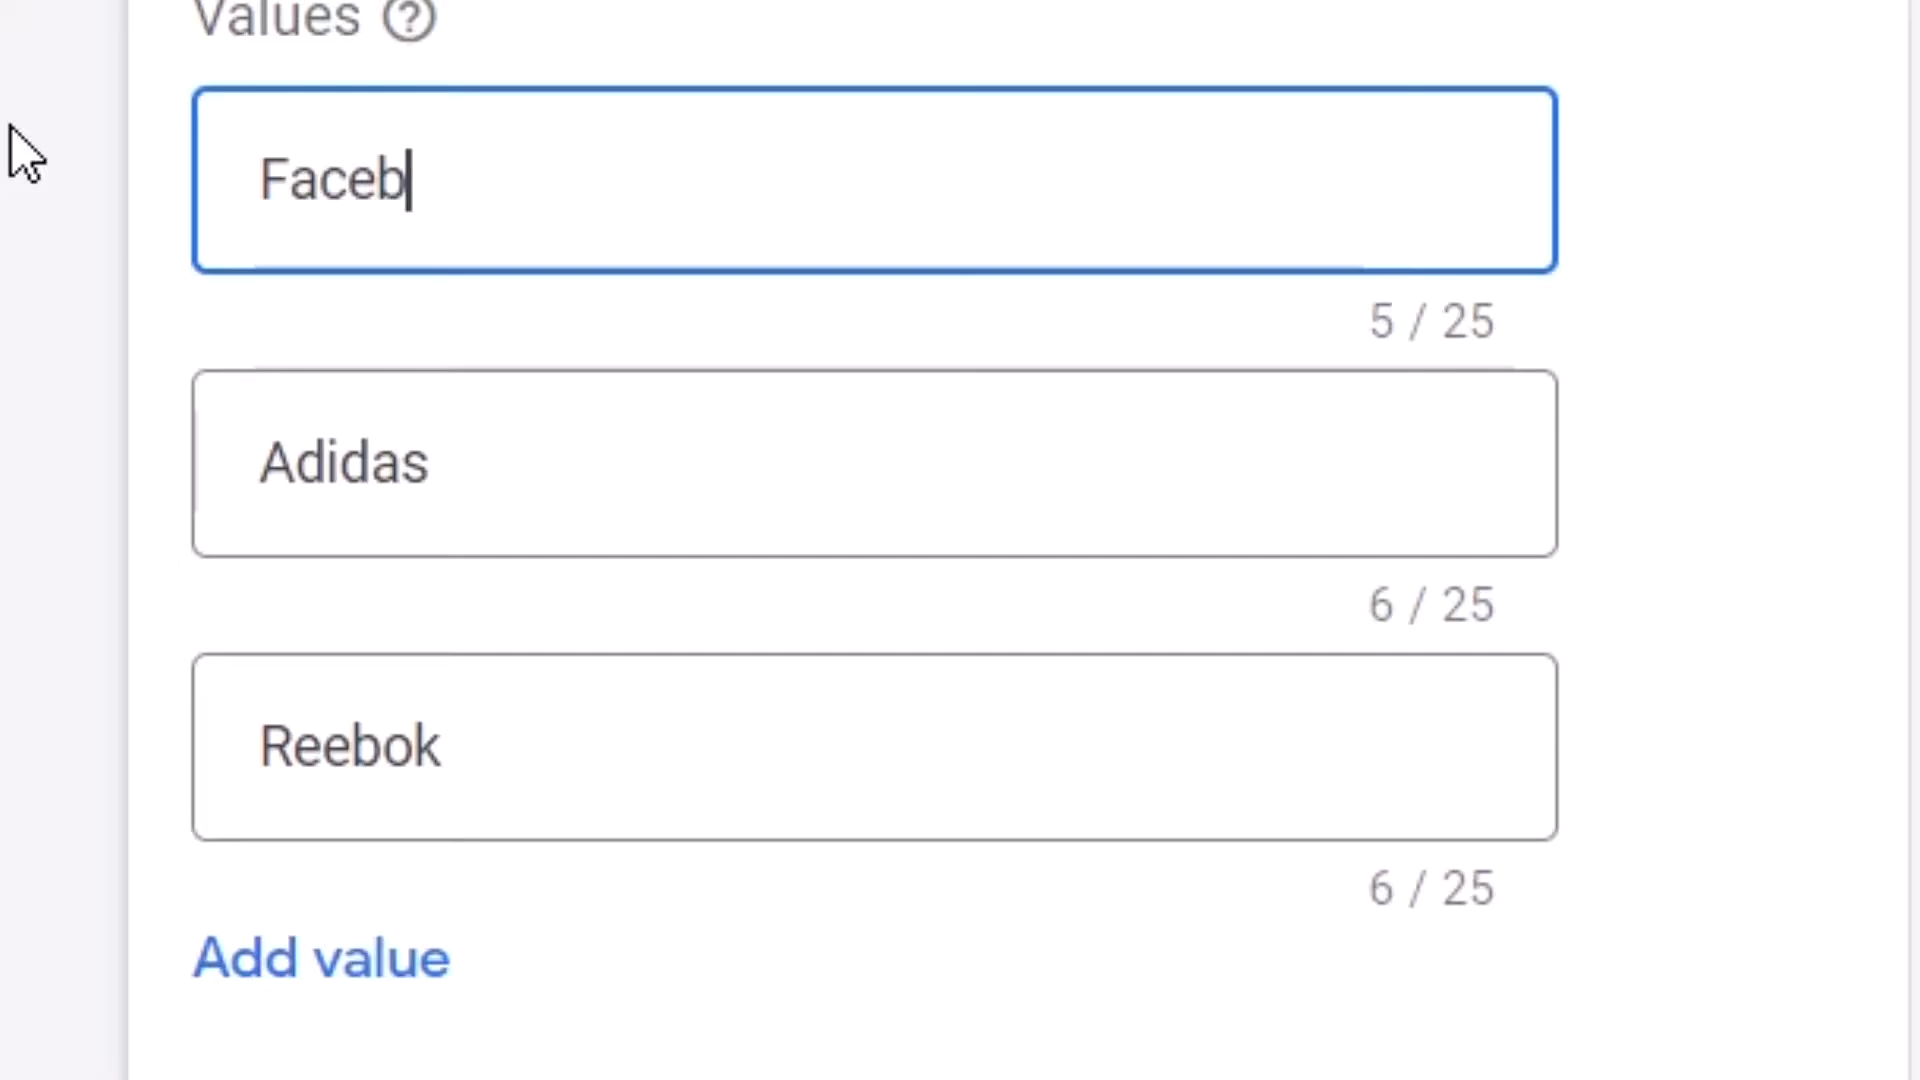 Values
Faceb
5 / 25
Adidas
6 / 25
Reebok
6 / 25
Add value